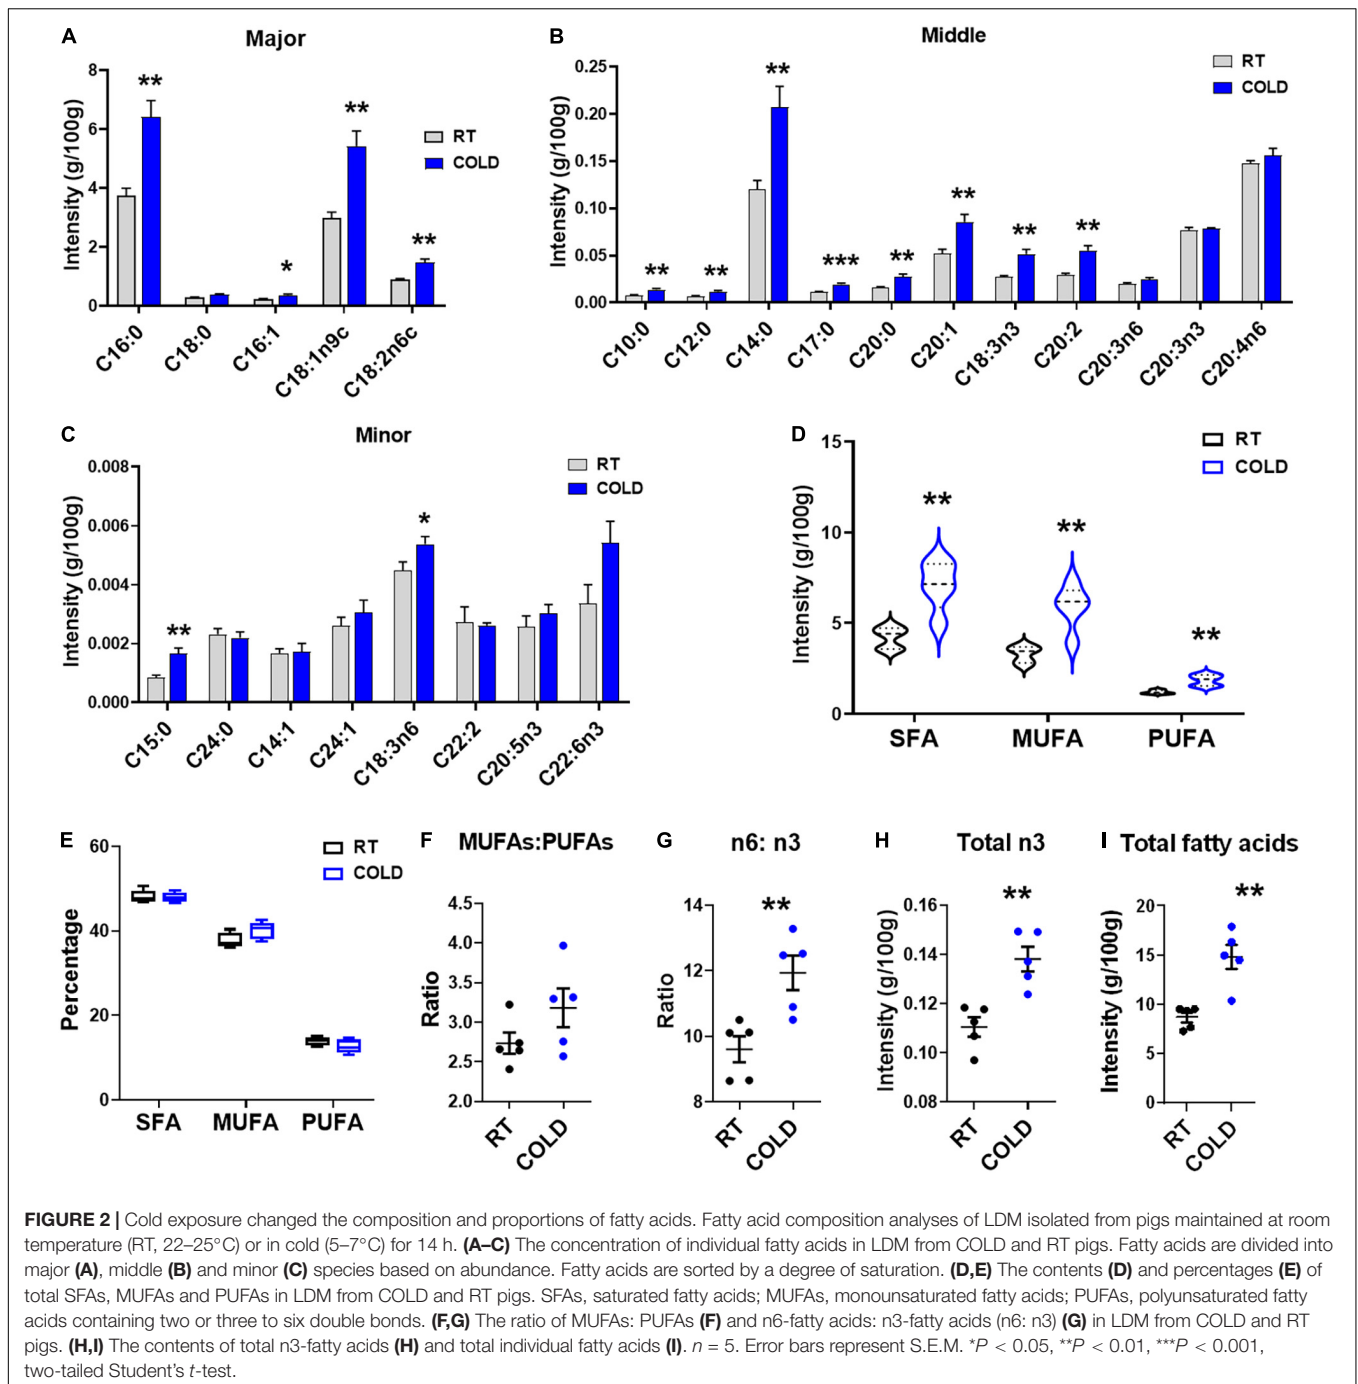 A
Major
8
6
4
2
0
Intensity (g/100g)
**
*
**
**
RT
COLD
C16:0
C18:0
C16:1
C18:1n9c
C18:2n6c
B
Middle
0.25
0.20
0.15
0.10
0.05
0.00
Intensity (g/100g)
**
**
**
***
**
**
**
**
RT
COLD
C10:0
C12:0
C14:0
C17:0
C20:0
C20:1
C18:3n3
C20:2
C20:3n6
C20:3n3
C20:4n6
C
Minor
0.008
0.006
0.004
0.002
0.000
Intensity (g/100g)
**
*
RT
COLD
C15:0
C24:0
C14:1
C24:1
C18:3n6
C22:2
C20:5n3
C22:6n3
D
15
10
5
0
Intensity (g/100g)
**
**
**
RT
COLD
SFA
MUFA
PUFA
E
60
40
20
0
Percentage
RT
COLD
SFA
MUFA
PUFA
F
MUFAs:PUFAs
4.5
4.0
3.5
3.0
2.5
2.0
Ratio
RT
COLD
G
n6: n3
14
12
10
8
Ratio
**
RT
COLD
H
Total n3
0.16
0.14
0.12
0.10
0.08
Intensity (g/100g)
**
RT
COLD
I
Total fatty acids
20
15
10
5
0
Intensity (g/100g)
**
RT
COLD
FIGURE 2 | Cold exposure changed the composition and proportions of fatty acids. Fatty acid composition analyses of LDM isolated from pigs maintained at room
temperature (RT, 22–25°C) or in cold (5–7°C) for 14 h. (A–C) The concentration of individual fatty acids in LDM from COLD and RT pigs. Fatty acids are divided into
major (A), middle (B) and minor (C) species based on abundance. Fatty acids are sorted by a degree of saturation. (D,E) The contents (D) and percentages (E) of
total SFAs, MUFAs and PUFAs in LDM from COLD and RT pigs. SFAs, saturated fatty acids; MUFAs, monounsaturated fatty acids; PUFAs, polyunsaturated fatty
acids containing two or three to six double bonds. (F,G) The ratio of MUFAs: PUFAs (F) and n6-fatty acids: n3-fatty acids (n6: n3) (G) in LDM from COLD and RT
pigs. (H,I) The contents of total n3-fatty acids (H) and total individual fatty acids (I). n = 5. Error bars represent S.E.M. *P < 0.05, **P < 0.01, ***P < 0.001,
two-tailed Student's t-test.